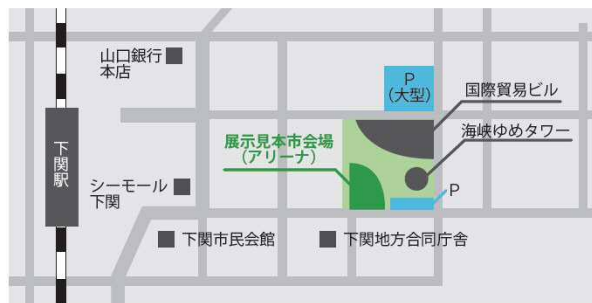 山口銀行
本店
P
(大型)
国際貿易ビル
海峡ゆめタワー
展示見本市会場
(アリーナ)
下関駅
シーモール
下関
P
下関市民会館
下関地方合同庁舎